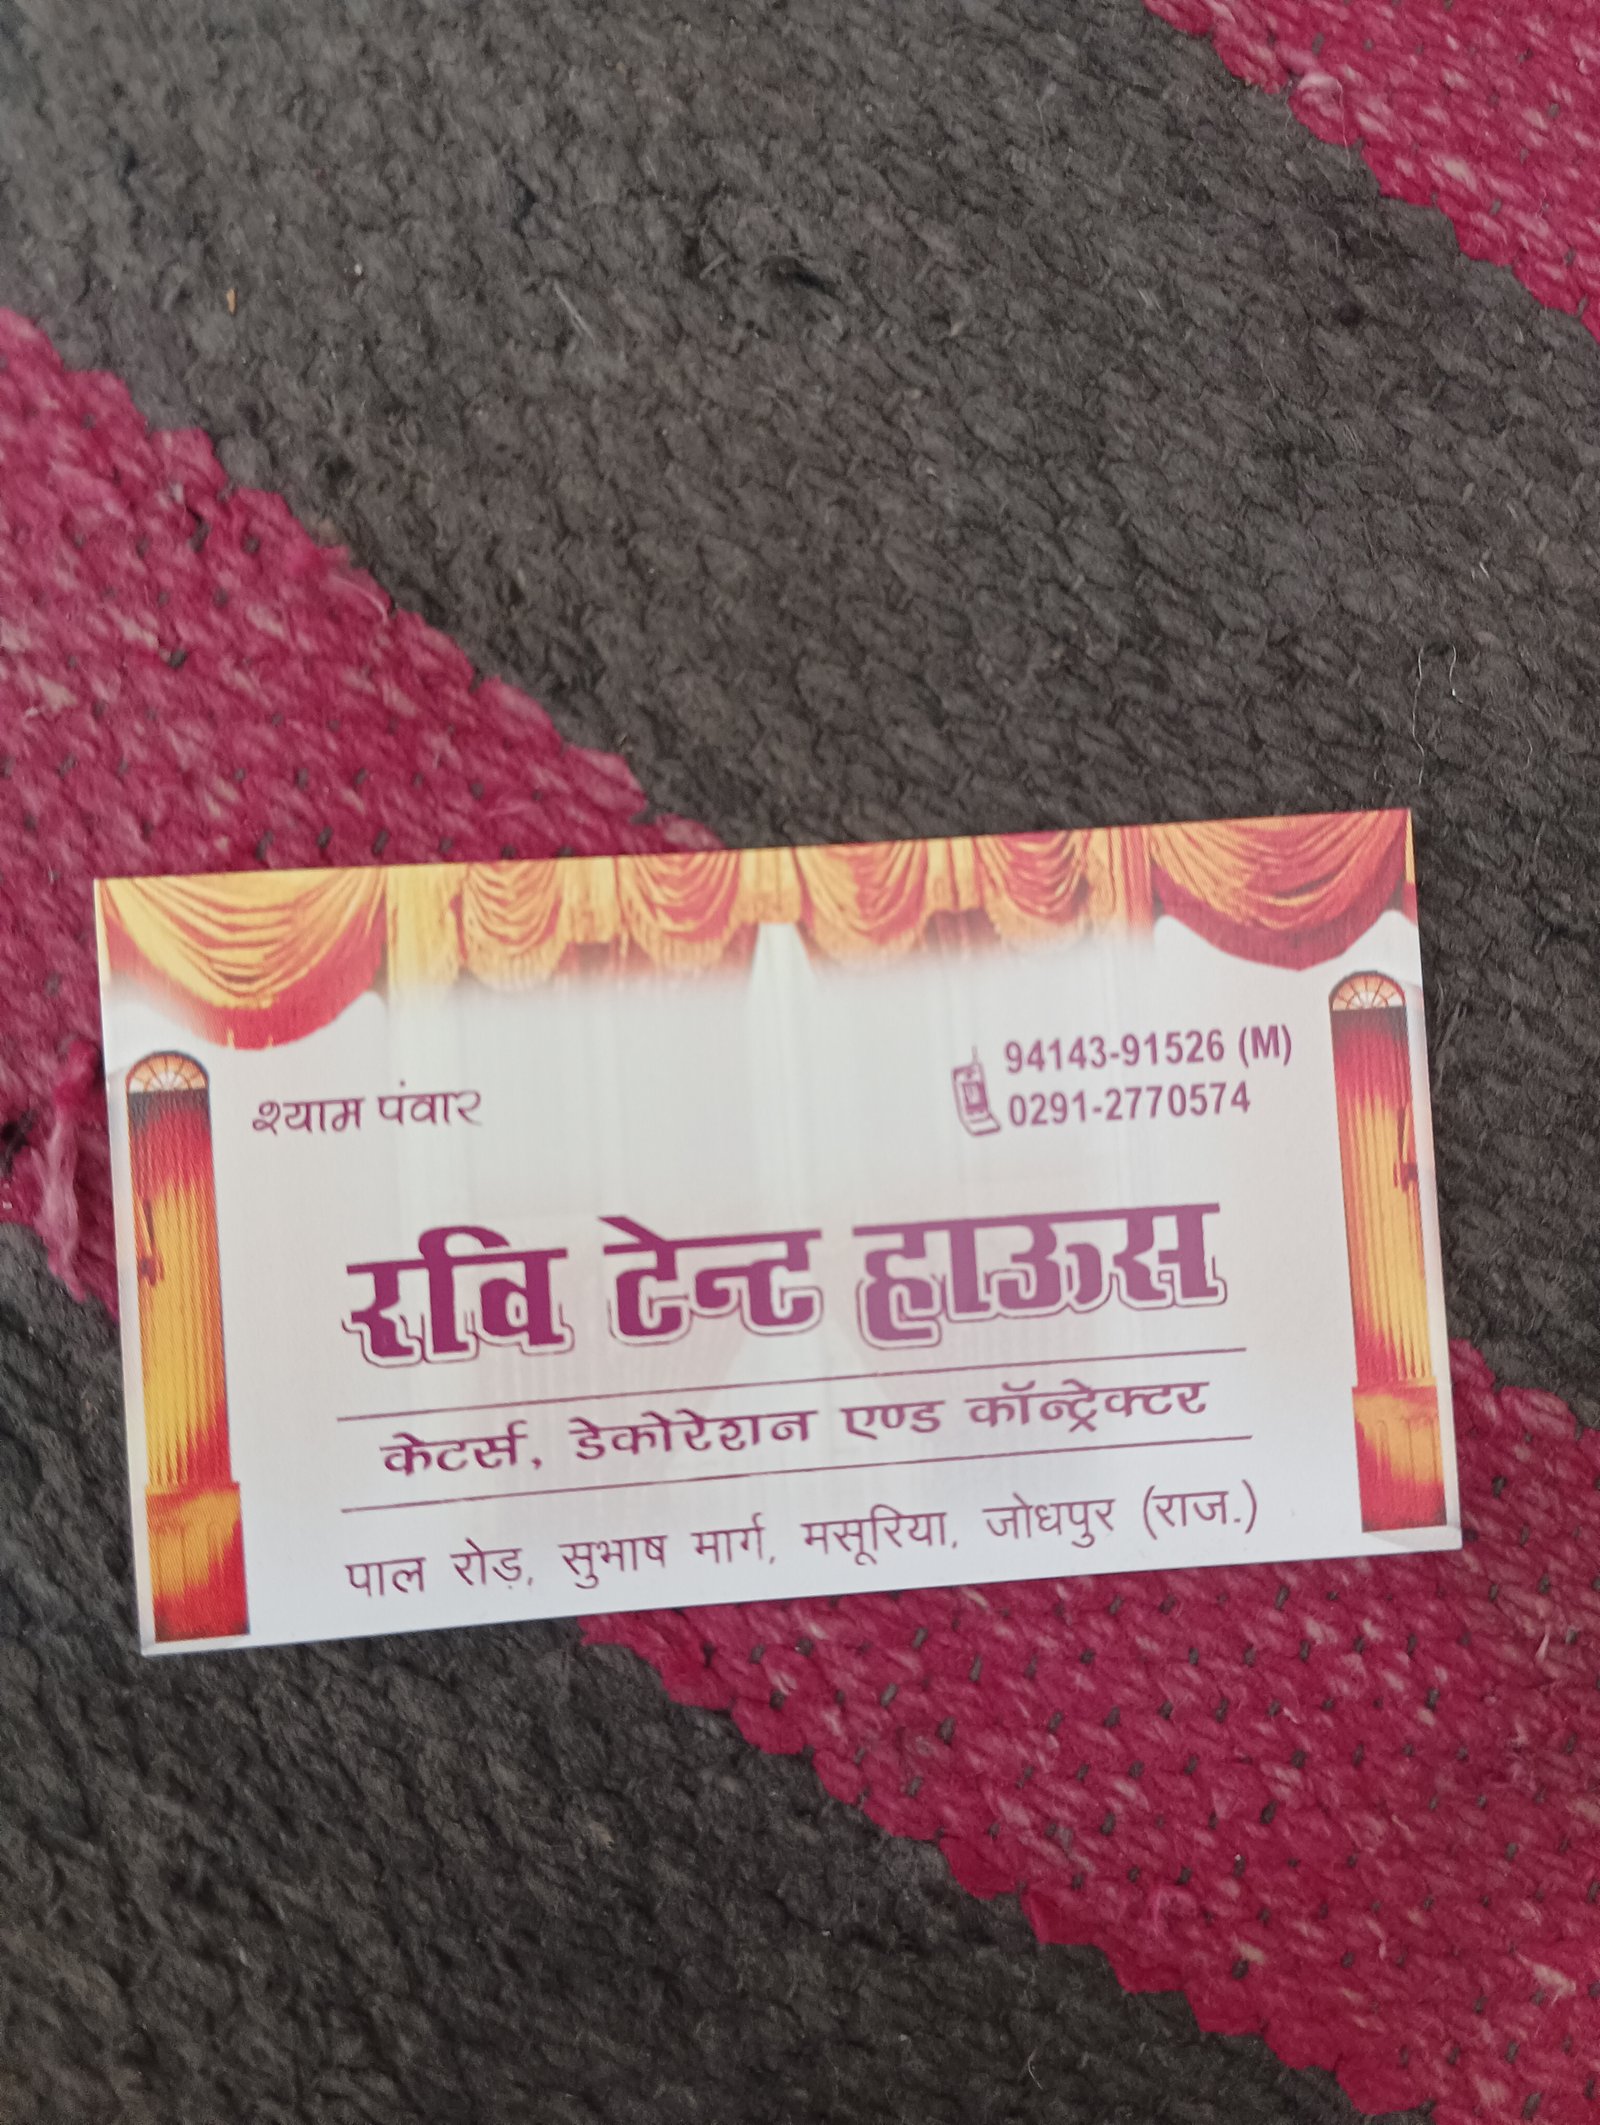 श्याम पंवार
94143-91526 (M)
0291-2770574
रवि टेन्ट हाऊस
केटर्स, डेकोरेशन एण्ड कॉन्ट्रेक्टर
पाल रोड़, सुभाष मार्ग, मसूरिया, जोधपुर (राज.)